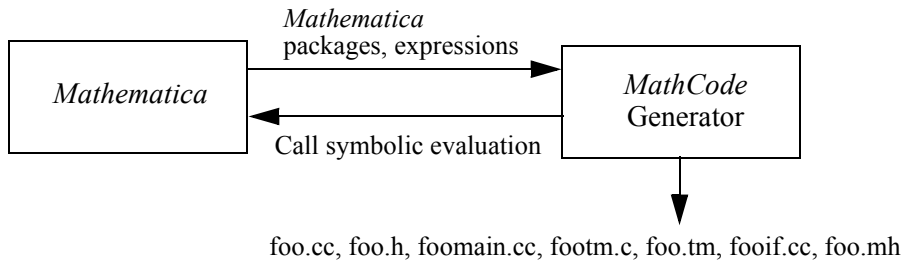 Mathematica
packages, expressions
Mathematica
MathCode
Generator
Call symbolic evaluation
foo.cc, foo.h, foomain.cc, footm.c, foo.tm, fooif.cc, foo.mh